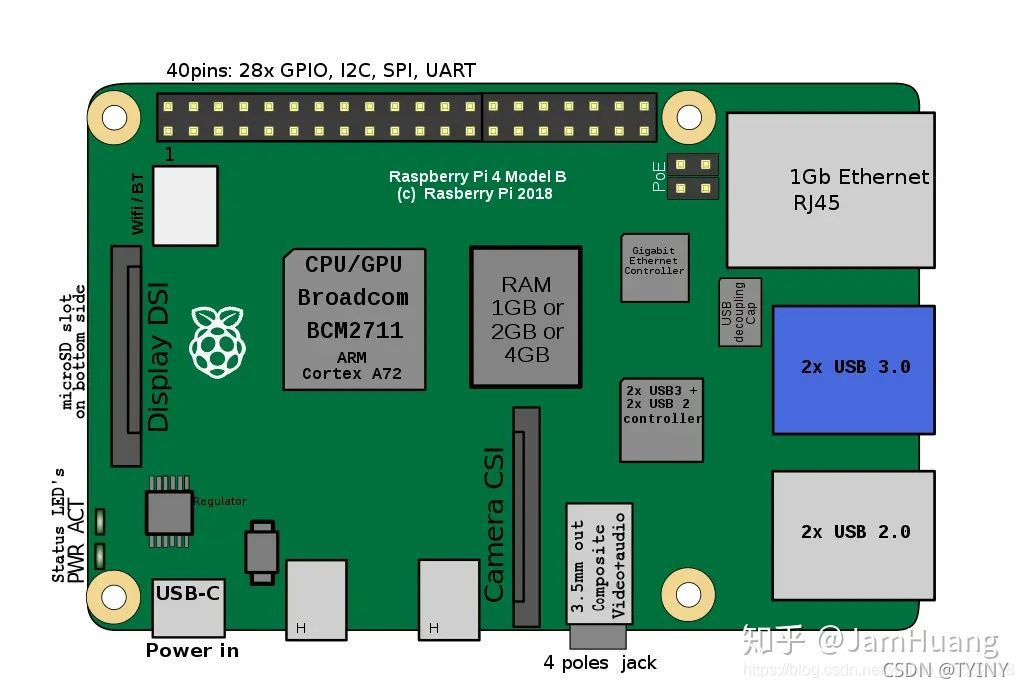 40pins: 28x GPIO, I2C, SPI, UART
1
Raspberry Pi 4 Model B
(c) Rasberry Pi 2018
PoE
1Gb Ethernet
RJ45
Wifi/BT
Gigabit
Ethernet
Controller
CPU/GPU
Broadcom
BCM2711
ARM
Cortex A72
RAM
1GB or
2GB or
4GB
USB
decoupling
Cap
microSD slot
on bottom side
Display DSI
2x USB 3.0
2x USB3 +
2x USB 2
controller
Status LED's
PWR ACT
Regulator
Camera CSI
3.5mm out
Composite
Video+audio
2x USB 2.0
USB-C
H
H
Power in
4 poles jack
知乎 @JamHuang
https://blog.csdn.net
CSDN @TYINY